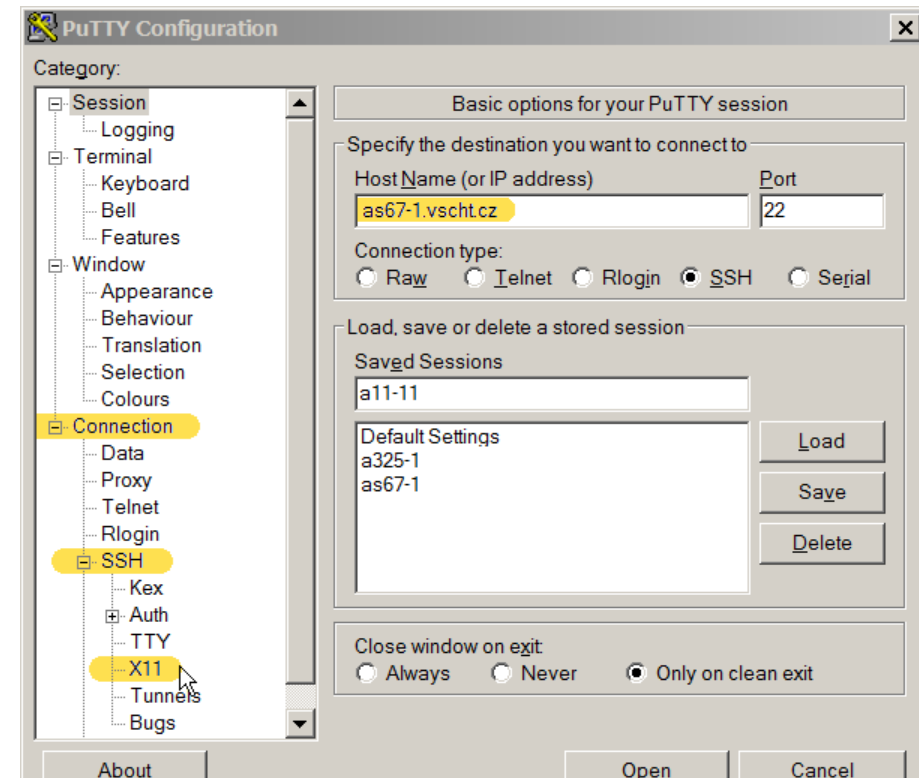 PuTTY Configuration
Category:
Session
Logging
Terminal
Keyboard
Bell
Features
Window
Appearance
Behaviour
Translation
Selection
Colours
Connection
Data
Proxy
Telnet
Rlogin
SSH
Kex
Auth
TTY
X11
Tunnels
Bugs
Basic options for your PuTTY session
Specify the destination you want to connect to
Host Name (or IP address) Port
as67-1.vscht.cz 22
Connection type:
Raw Telnet Rlogin SSH Serial
Load, save or delete a stored session
Saved Sessions
a11-11
Default Settings
a325-1
as67-1
Load
Save
Delete
Close window on exit:
Always Never Only on clean exit
About Open Cancel